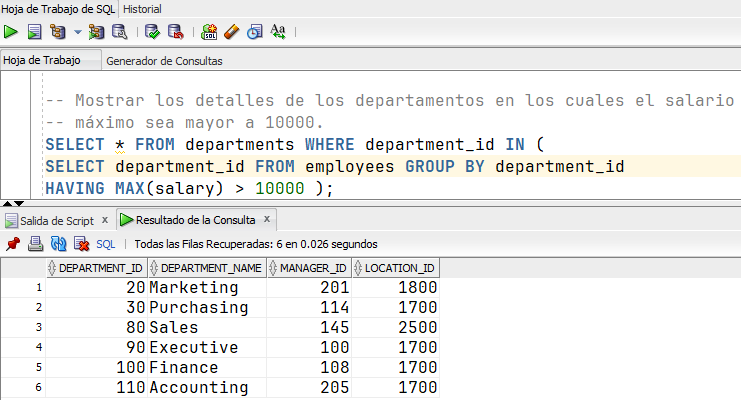 Hoja de Trabajo de SQL Historial
Hoja de Trabajo Generador de Consultas
-- Mostrar los detalles de los departamentos en los cuales el salario
-- máximo sea mayor a 10000.
SELECT * FROM departments WHERE department_id IN (
SELECT department_id FROM employees GROUP BY department_id
HAVING MAX(salary) > 10000 );
Salida de Script x Resultado de la Consulta x
SQL | Todas las Filas Recuperadas: 6 en 0.026 segundos
DEPARTMENT_ID DEPARTMENT_NAME MANAGER_ID LOCATION_ID
1 20 Marketing 201 1800
2 30 Purchasing 114 1700
3 80 Sales 145 2500
4 90 Executive 100 1700
5 100 Finance 108 1700
6 110 Accounting 205 1700